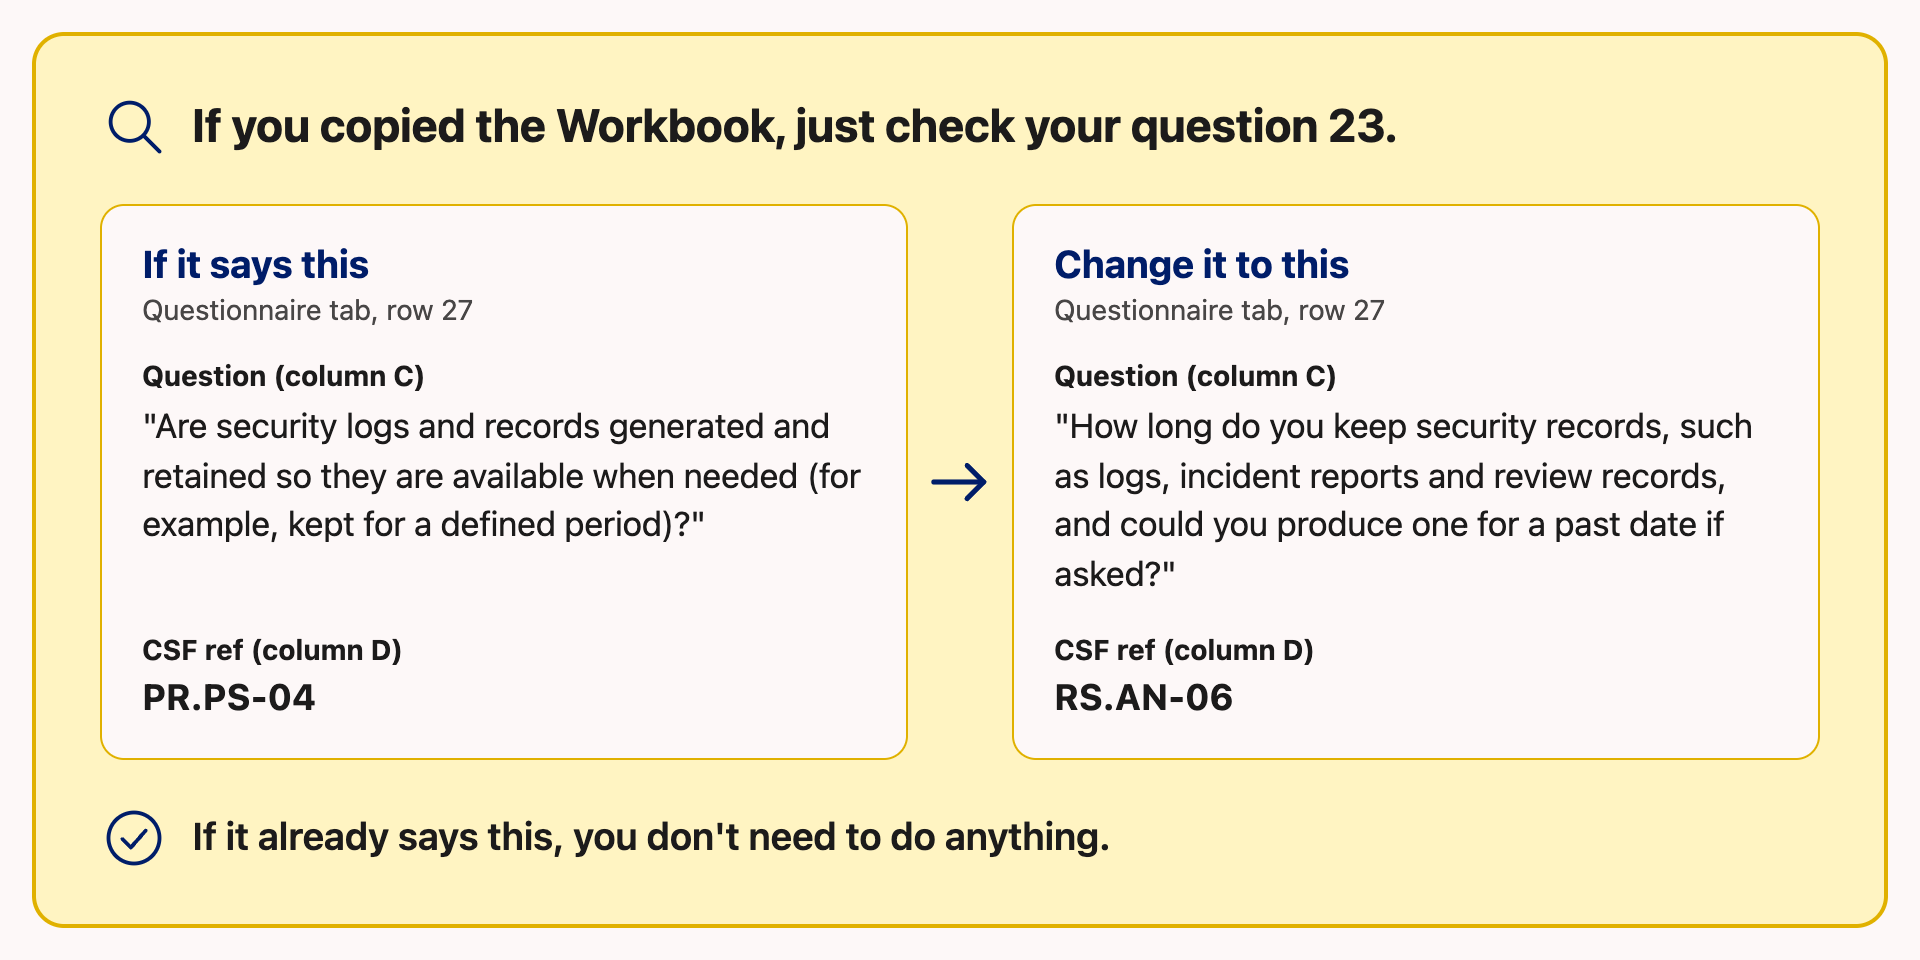 If you copied the Workbook, just check your question 23.
If it says this
Questionnaire tab, row 27
Question (column C)
"Are security logs and records generated and
retained so they are available when needed (for
example, kept for a defined period)?"
CSF ref (column D)
PR.PS-04
Change it to this
Questionnaire tab, row 27
Question (column C)
"How long do you keep security records, such
as logs, incident reports and review records,
and could you produce one for a past date if
asked?"
CSF ref (column D)
RS.AN-06
If it already says this, you don't need to do anything.